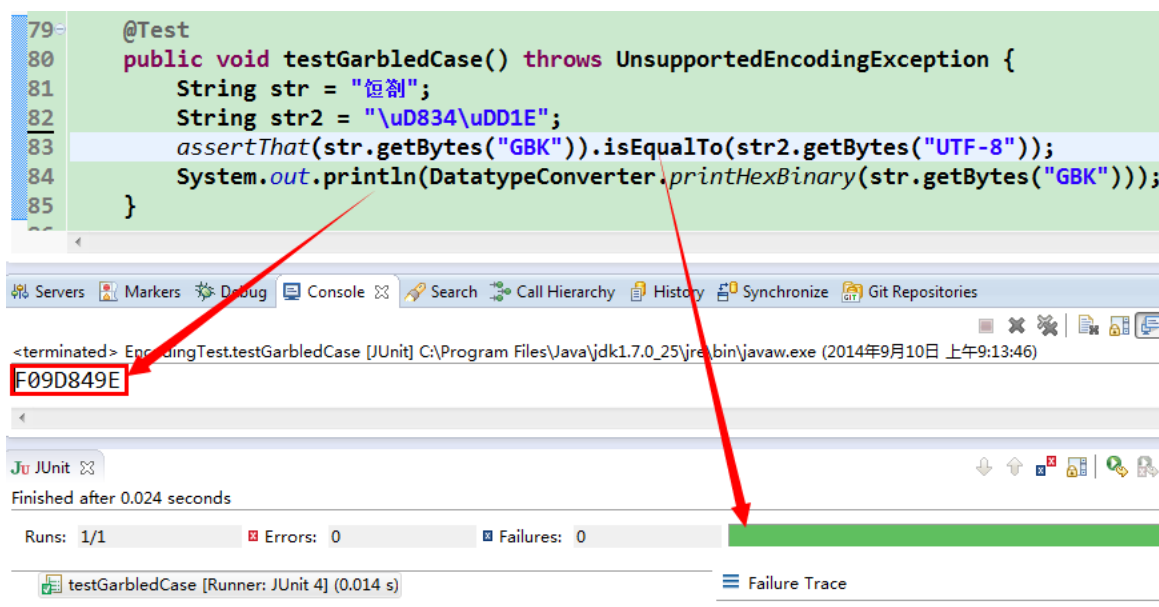 79 @Test
80 public void testGarbledCase() throws UnsupportedEncodingException {
81 String str = "饾劄";
82 String str2 = "\uD834\uDD1E";
83 assertThat(str.getBytes("GBK")).isEqualTo(str2.getBytes("UTF-8"));
84 System.out.println(DatatypeConverter.printHexBinary(str.getBytes("GBK")));
85 }
Servers Markers Debug Console Search Call Hierarchy History Synchronize Git Repositories
<terminated> EncodingTest.testGarbledCase [JUnit] C:\Program Files\Java\jdk1.7.0_25\jre\bin\javaw.exe (2014年9月10日 上午9:13:46)
F09D849E
JUnit
Finished after 0.024 seconds
Runs: 1/1 Errors: 0 Failures: 0
testGarbledCase [Runner: JUnit 4] (0.014 s) Failure Trace